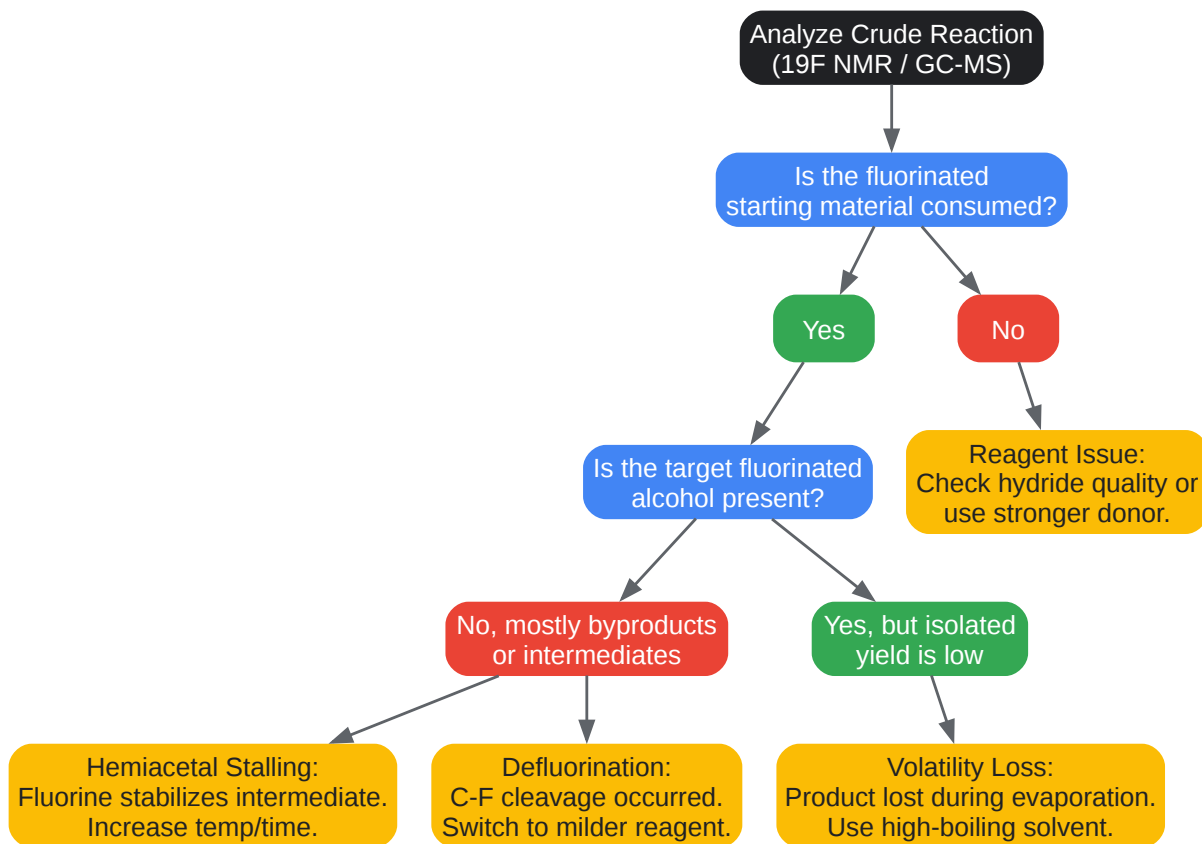 Analyze Crude Reaction
(19F NMR / GC-MS)
Is the fluorinated
starting material consumed?
Yes
No
Reagent Issue:
Check hydride quality or
use stronger donor.
Is the target fluorinated
alcohol present?
No, mostly byproducts
or intermediates
Yes, but isolated
yield is low
Hemiacetal Stalling:
Fluorine stabilizes intermediate.
Increase temp/time.
Defluorination:
C-F cleavage occurred.
Switch to milder reagent.
Volatility Loss:
Product lost during evaporation.
Use high-boiling solvent.